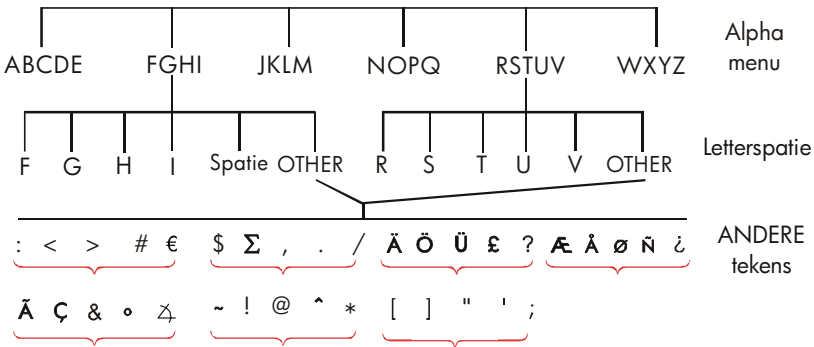 ABCDE FGHI JKLM NOPQ RSTUV WXYZ Alpha menu
F G H I Spatie OTHER R S T U V OTHER Letterspatie
: < > # € $ Σ , . / Ä Ö Ü £ ? Æ Å Ø Ñ ¿ ANDERE tekens
Ã Ç & ° ∡ ~ ! @ ^ * [ ] " ' ;